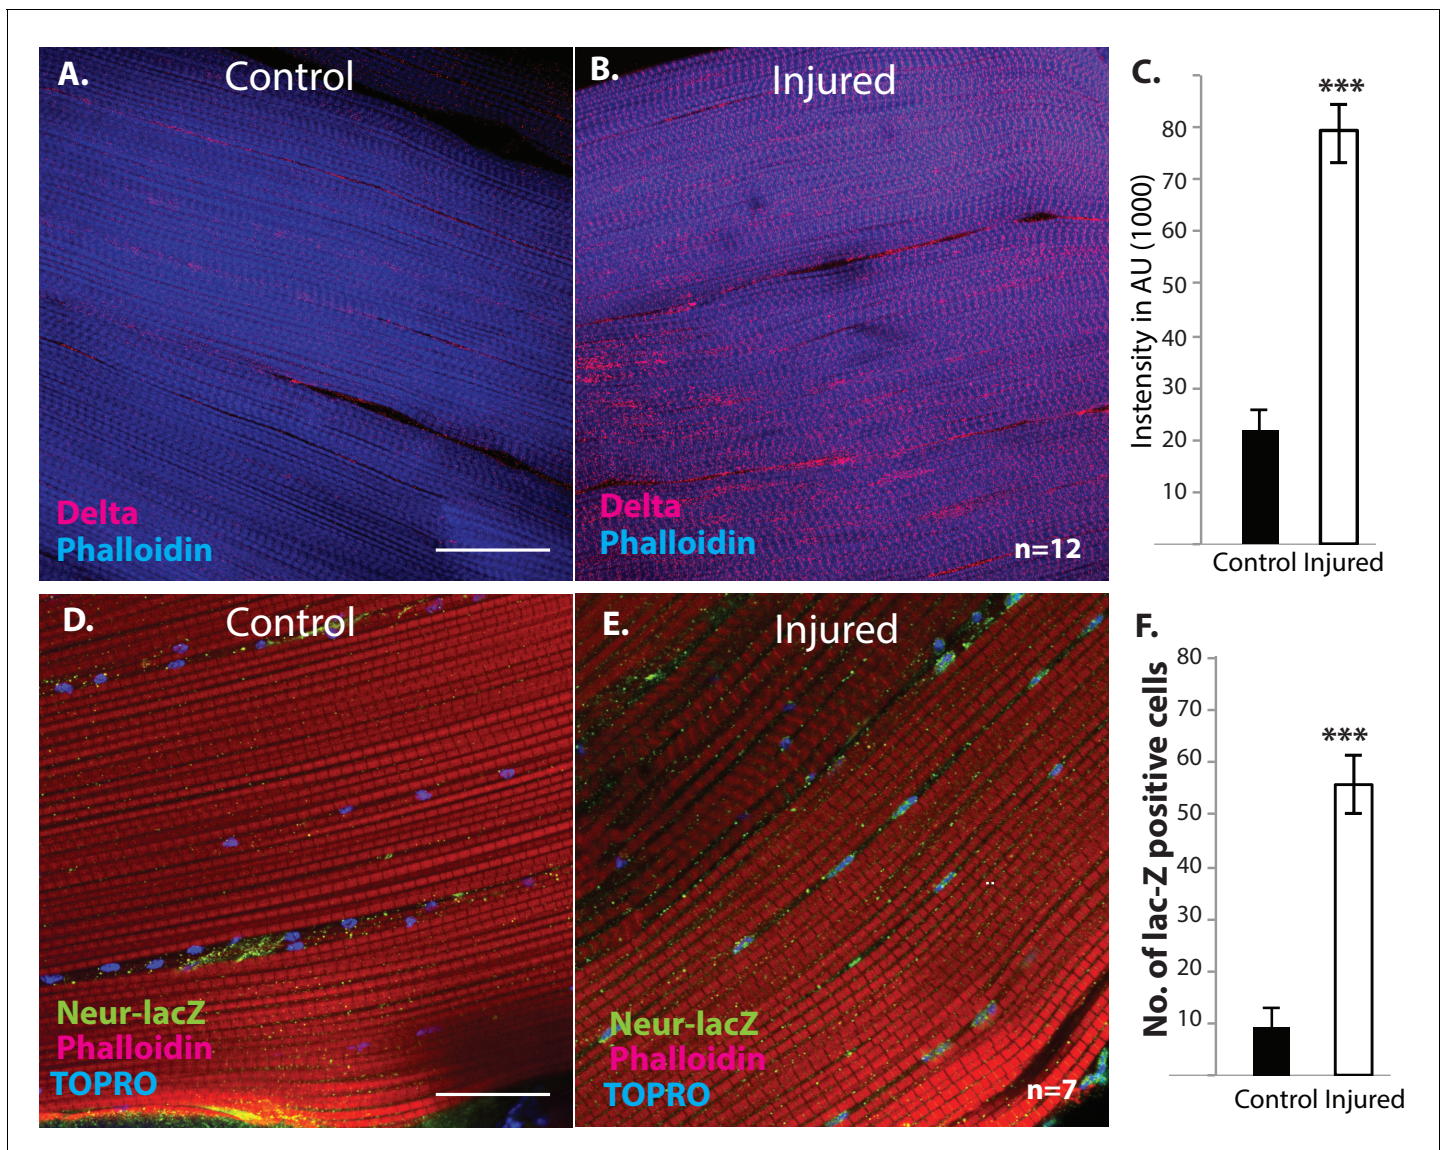 A.
Control
Delta
Phalloidin
B.
Injured
Delta
Phalloidin
n=12
C.
***
Instensity in AU (1000)
80
70
60
50
40
30
20
10
Control Injured
D.
Control
Neur-lacZ
Phalloidin
TOPRO
E.
Injured
Neur-lacZ
Phalloidin
TOPRO
n=7
F.
***
No. of lac-Z positive cells
80
70
60
50
40
30
20
10
Control Injured